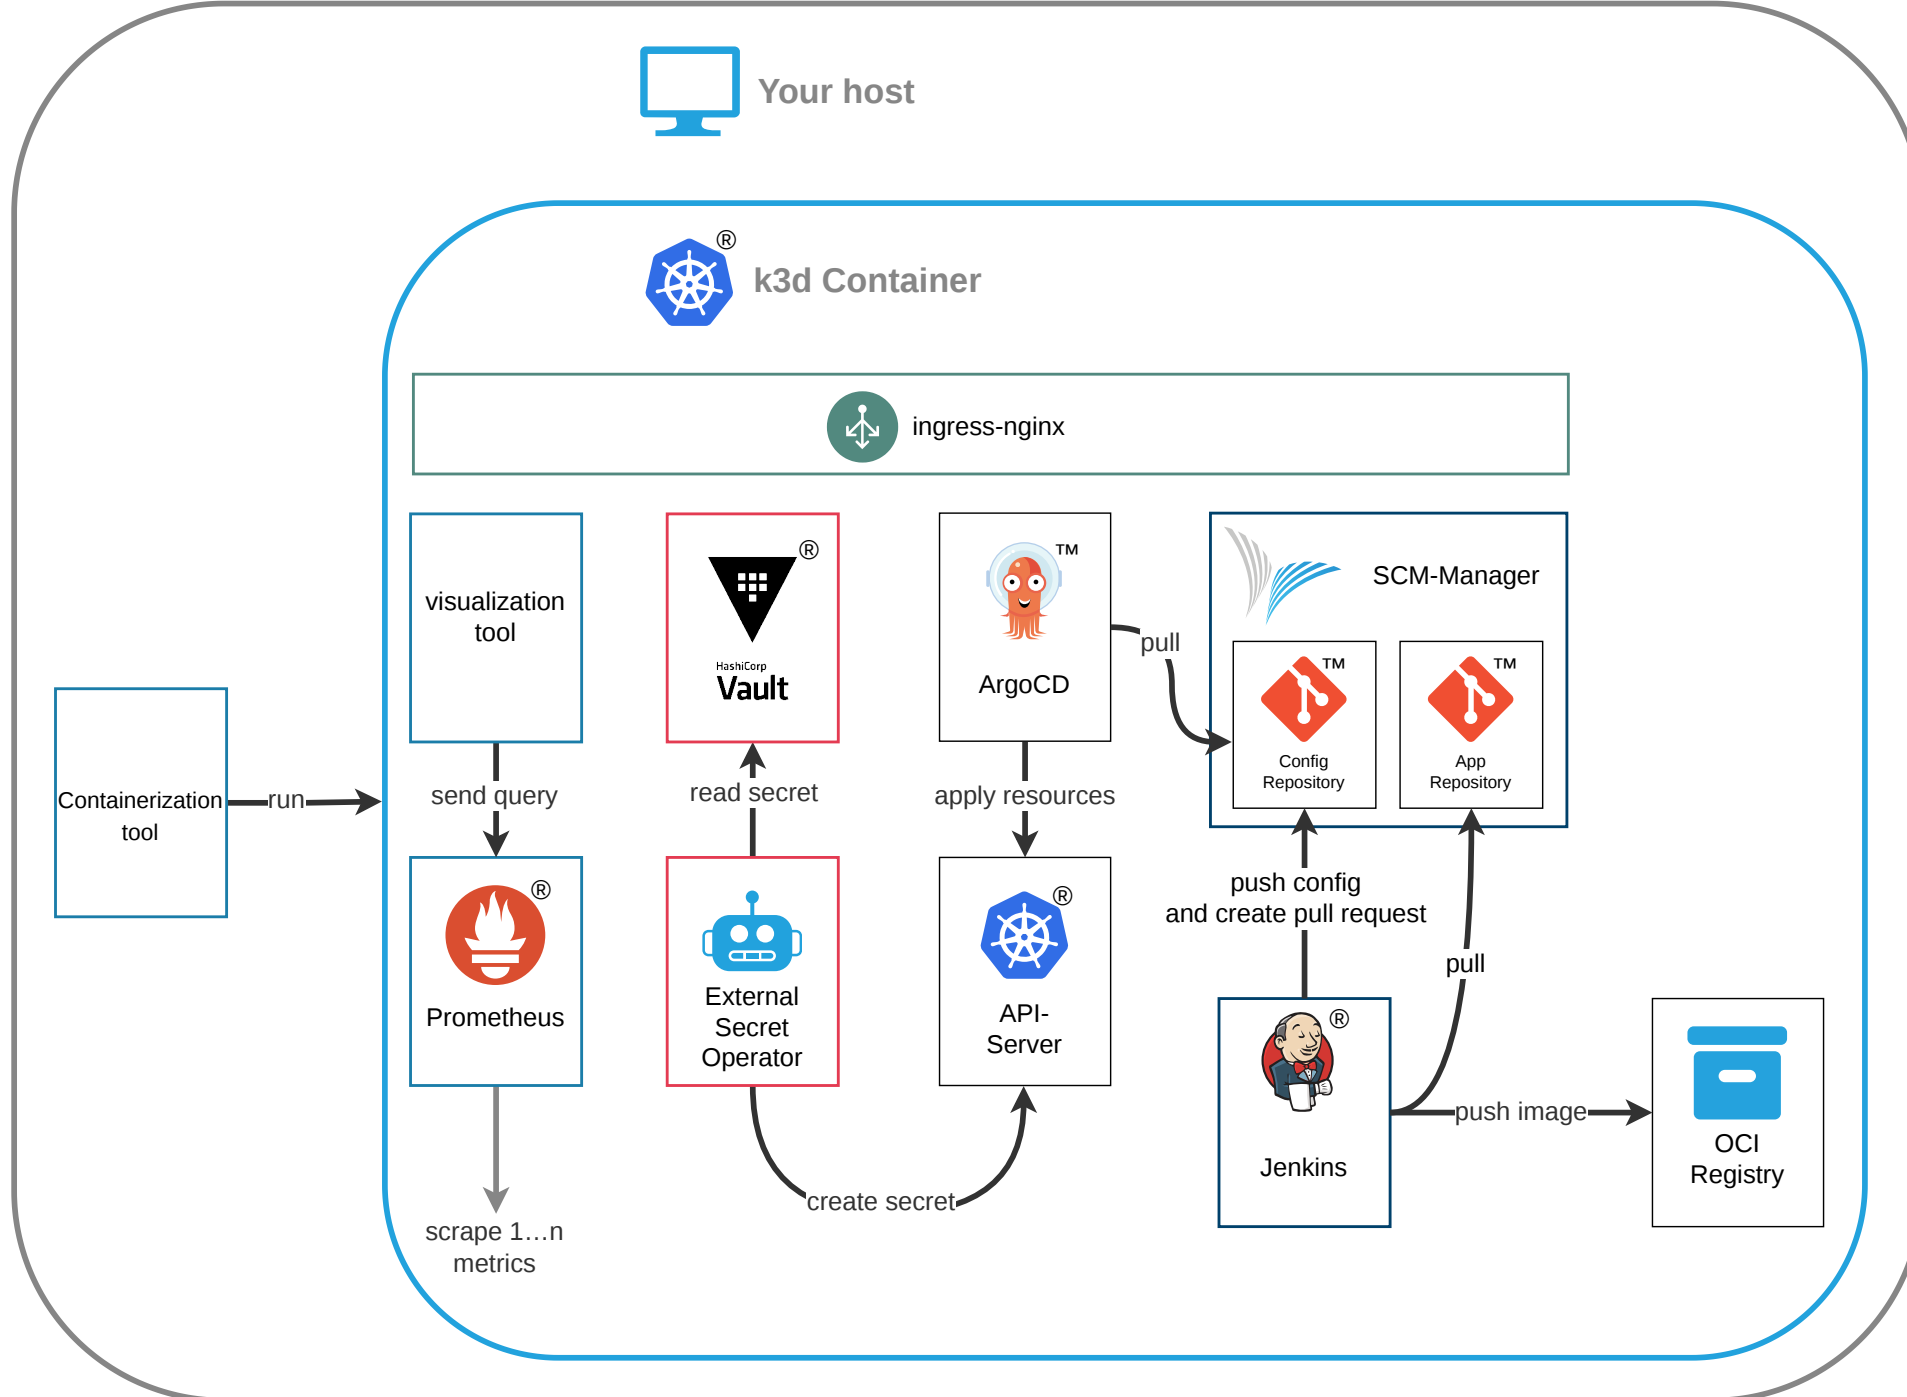 Your host
®
k3d Container
ingress-nginx
visualization
tool
®
HashiCorp
Vault
TM
ArgoCD
SCM-Manager
TM
Config
Repository
TM
App
Repository
pull
Containerization
tool
run
send query
read secret
apply resources
®
Prometheus
External
Secret
Operator
®
API-
Server
push config
and create pull request
pull
®
Jenkins
push image
OCI
Registry
create secret
scrape 1...n
metrics